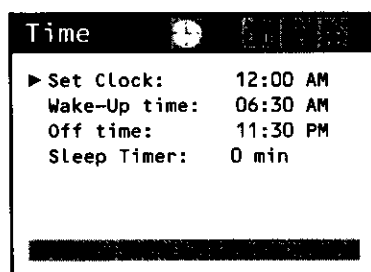 Time
▶ Set Clock: 12:00 AM
Wake-Up time: 06:30 AM
Off time: 11:30 PM
Sleep Timer: 0 min